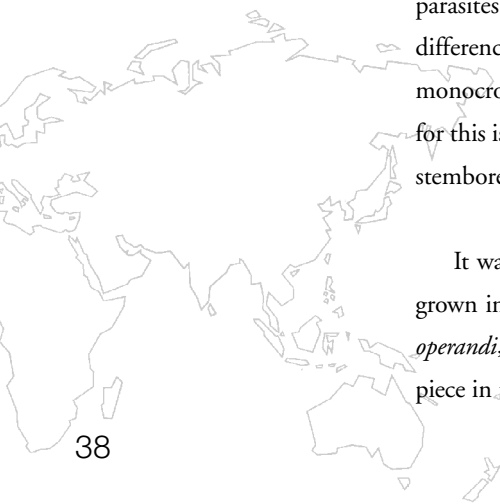 parasites
differenc
monocro
for this i
stembore
It wa
grown in
operandi,
piece in
38